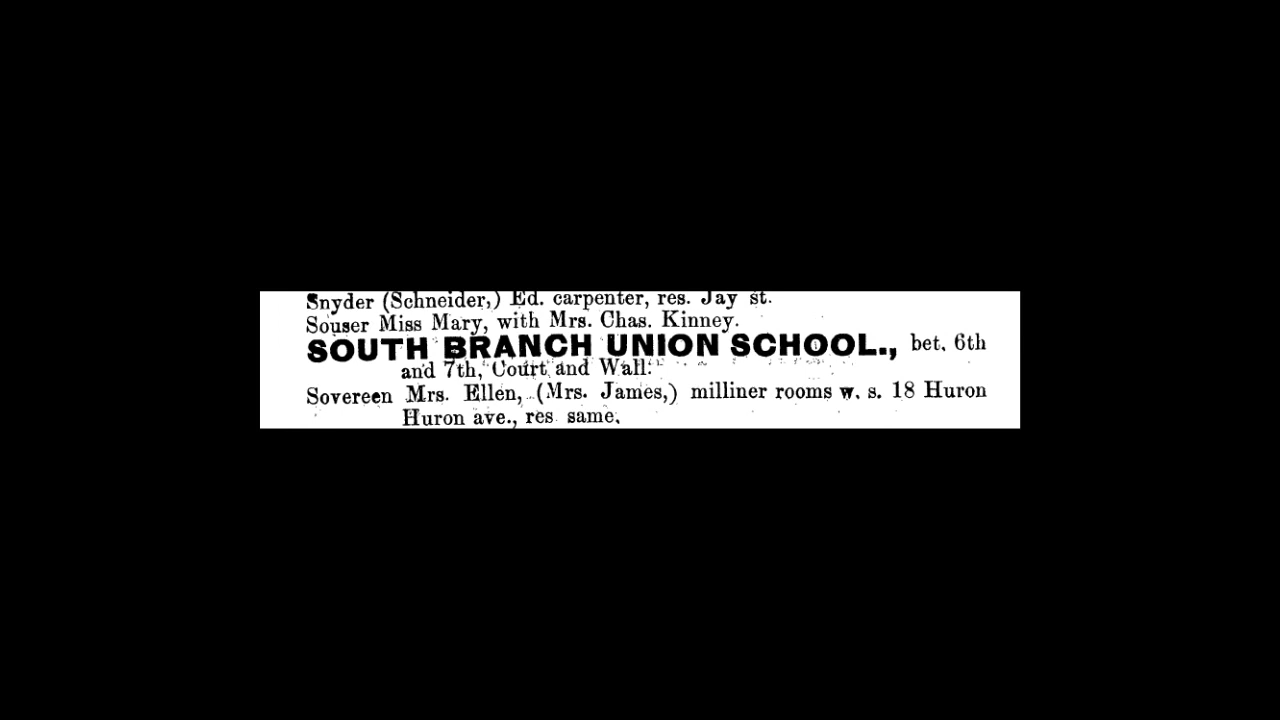 Snyder (Schneider,) Ed. carpenter, res. Jay st.
Souser Miss Mary, with Mrs. Chas. Kinney.
SOUTH BRANCH UNION SCHOOL., bet. 6th
and 7th, Court and Wall.
Sovereen Mrs. Ellen, (Mrs. James,) milliner rooms w. s. 18 Huron
Huron ave., res same.